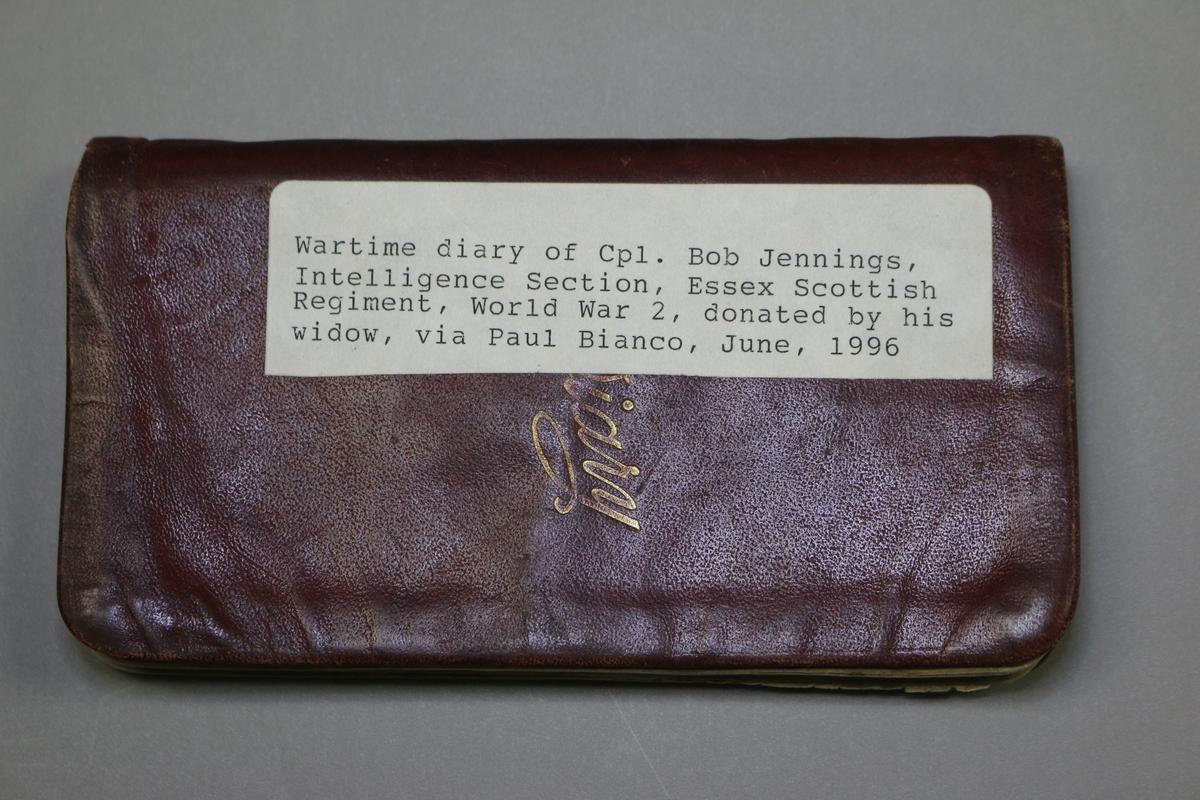 Wartime diary of Cpl. Bob Jennings,
Intelligence Section, Essex Scottish
Regiment, World War 2, donated by his
widow, via Paul Bianco, June, 1996
Diary